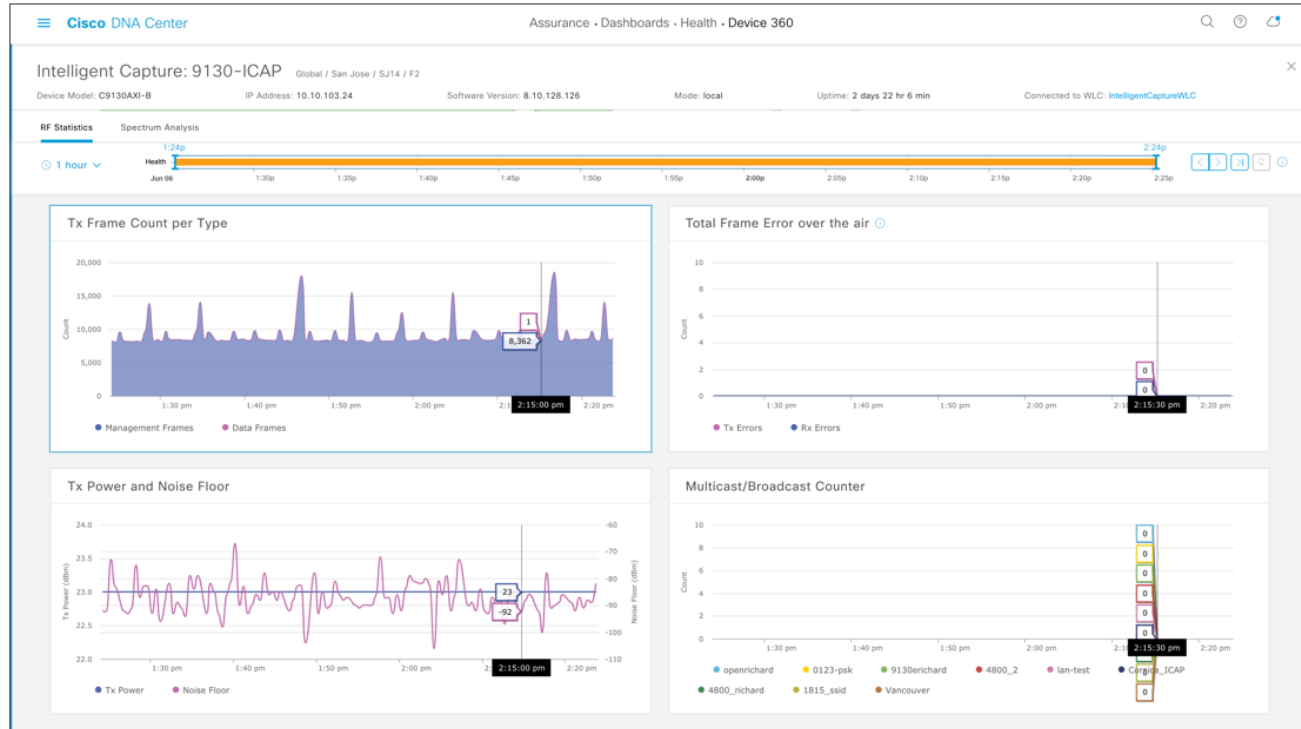 Cisco DNA Center
Assurance • Dashboards • Health • Device 360
Intelligent Capture: 9130-ICAP Global / San Jose / SJ14 / F2
Device Model: C9130AXI-B IP Address: 10.10.103.24 Software Version: 8.10.128.126 Mode: local Uptime: 2 days 22 hr 6 min Connected to WLC: IntelligentCaptureWLC
RF Statistics Spectrum Analysis
1:24p 2:24p
1 hour Health
Jun 06 1:30p 1:35p 1:40p 1:45p 1:50p 1:55p 2:00p 2:05p 2:10p 2:15p 2:20p 2:25p
Tx Frame Count per Type
20,000
15,000
10,000
5,000
0
Count
1
8,362
1:30 pm 1:40 pm 1:50 pm 2:00 pm 2:15:00 pm 2:20 pm
Management Frames Data Frames
Total Frame Error over the air
10
8
6
4
2
0
Count
0
0
1:30 pm 1:40 pm 1:50 pm 2:00 pm 2:15:30 pm 2:20 pm
Tx Errors Rx Errors
Tx Power and Noise Floor
24.0 -60
23.5 -70
-80
23.0 -90
22.5 -100
22.0 -110
Tx Power (dBm)
Noise Floor (dBm)
23
-92
1:30 pm 1:40 pm 1:50 pm 2:00 pm 2:15:00 pm 2:20 pm
Tx Power Noise Floor
Multicast/Broadcast Counter
10
8
6
4
2
0
Count
0
0
0
0
0
0
1:30 pm 1:40 pm 1:50 pm 2:00 pm 2:15:30 pm 2:20 pm
openrichard 0123-psk 9130erichard 4800_2 lan-test
4800_richard 1815_ssid Vancouver
0
0